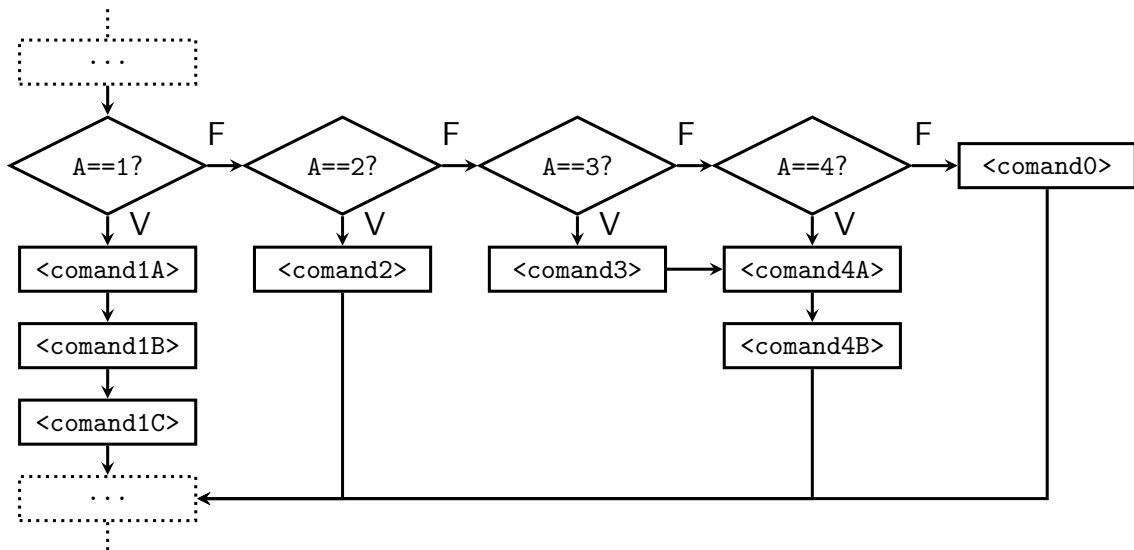 ...
F F F F
A==1? A==2? A==3? A==4? <comand0>
V V V V
<comand1A> <comand2> <comand3> <comand4A>
<comand1B> <comand4B>
<comand1C>
...